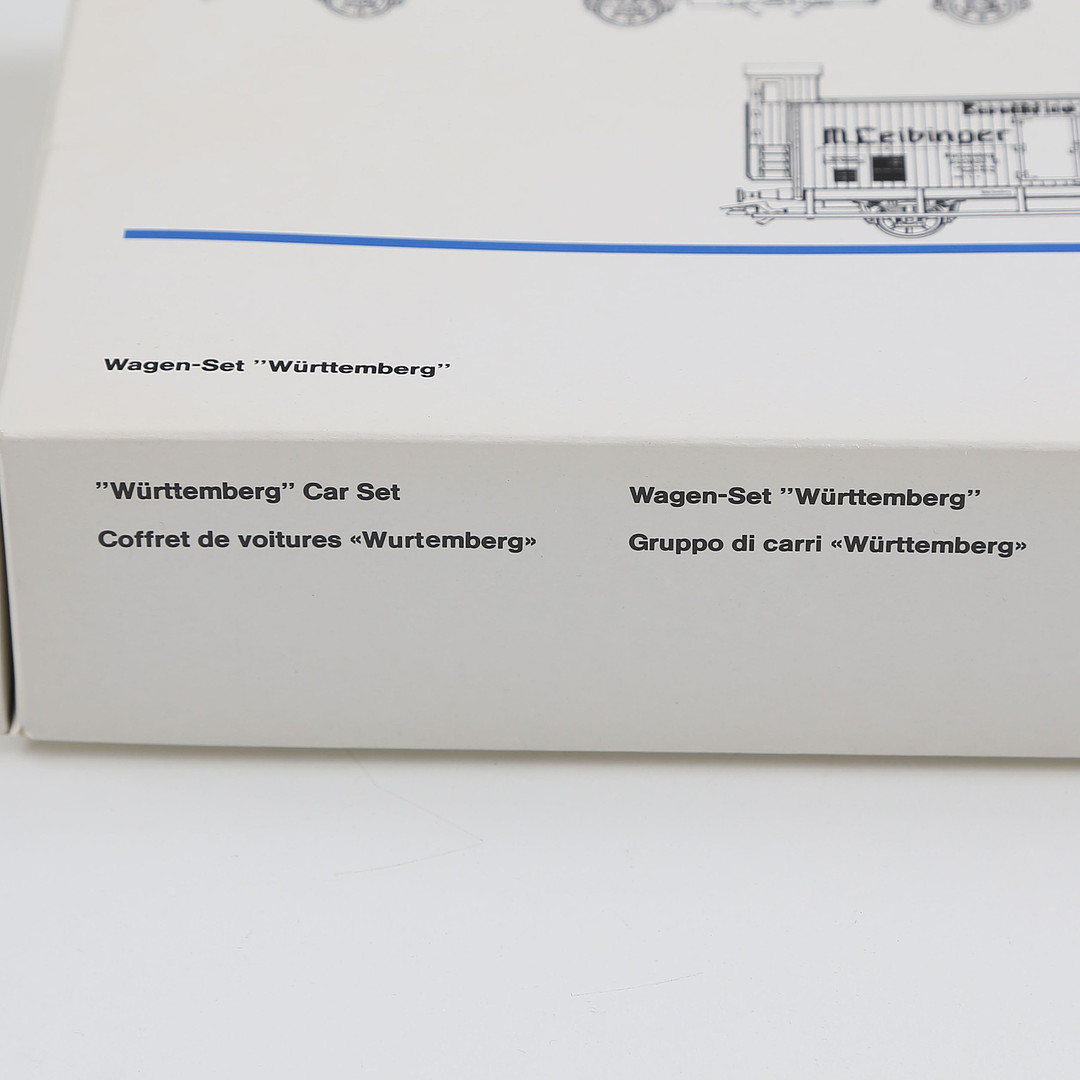 M. Leibinger
Wagen-Set ”Württemberg”
”Württemberg” Car Set
Coffret de voitures «Wurtemberg»
Wagen-Set ”Württemberg”
Gruppo di carri «Württemberg»